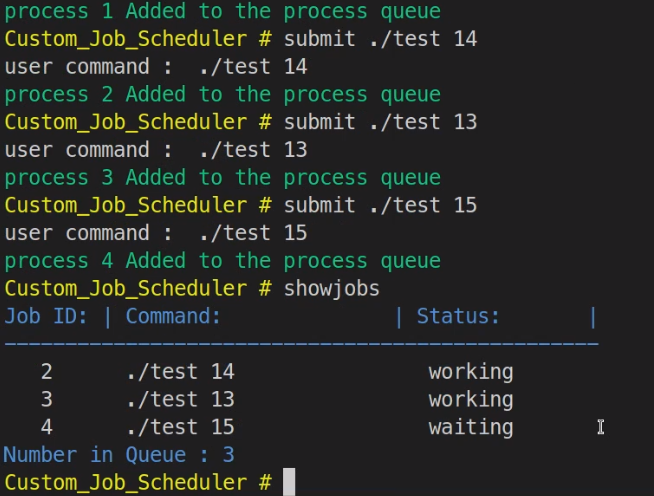 process 1 Added to the process queue
Custom_Job_Scheduler # submit ./test 14
user command :  ./test 14
process 2 Added to the process queue
Custom_Job_Scheduler # submit ./test 13
user command :  ./test 13
process 3 Added to the process queue
Custom_Job_Scheduler # submit ./test 15
user command :  ./test 15
process 4 Added to the process queue
Custom_Job_Scheduler # showjobs
Job ID: | Command:              | Status:       |
-------------------------------------------------
   2      ./test 14                working
   3      ./test 13                working
   4      ./test 15                waiting
Number in Queue : 3
Custom_Job_Scheduler #